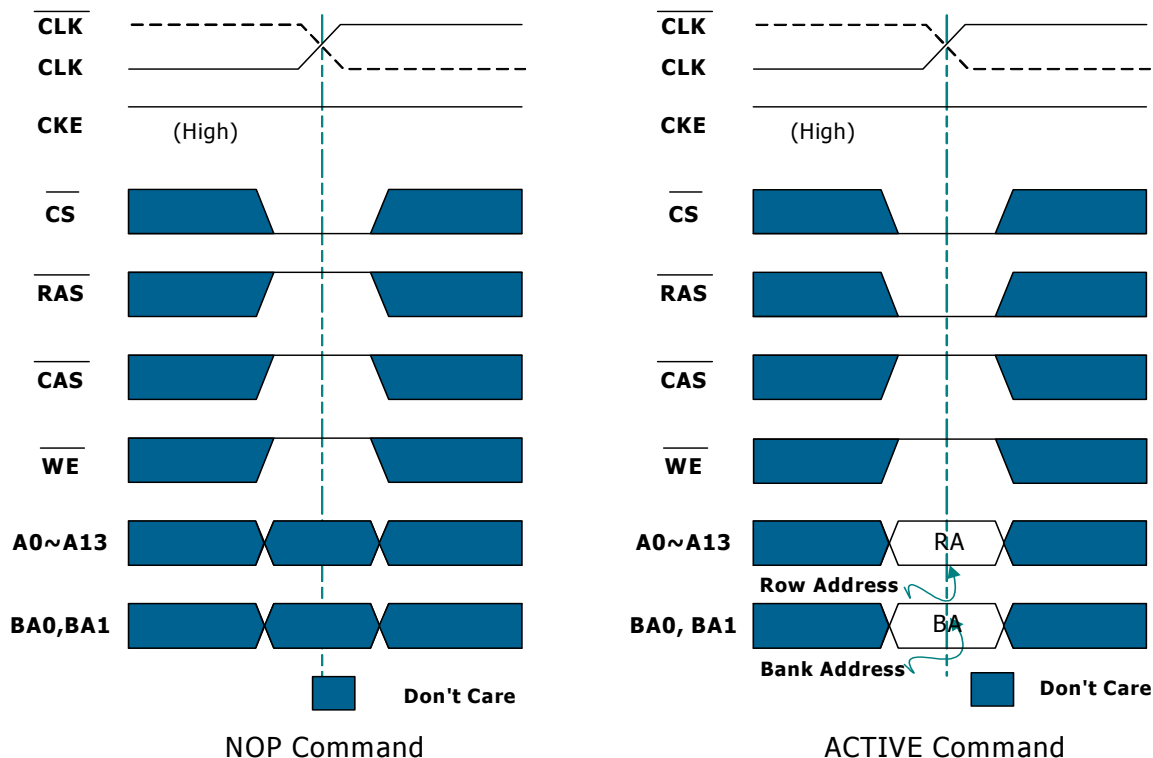 CLK
CLK
CKE
(High)
CS
RAS
CAS
WE
A0~A13
BA0,BA1
Don't Care
NOP Command
CLK
CLK
CKE
(High)
CS
RAS
CAS
WE
A0~A13
RA
Row Address
BA0, BA1
BA
Bank Address
Don't Care
ACTIVE Command